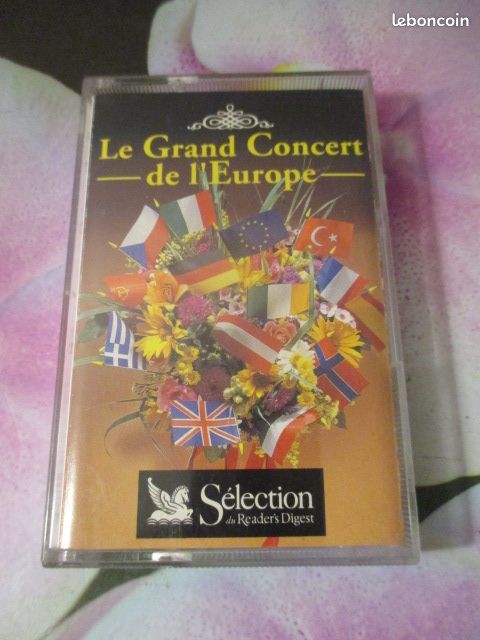 leboncoin
Le Grand Concert
de l'Europe
Sélection
du Reader's Digest